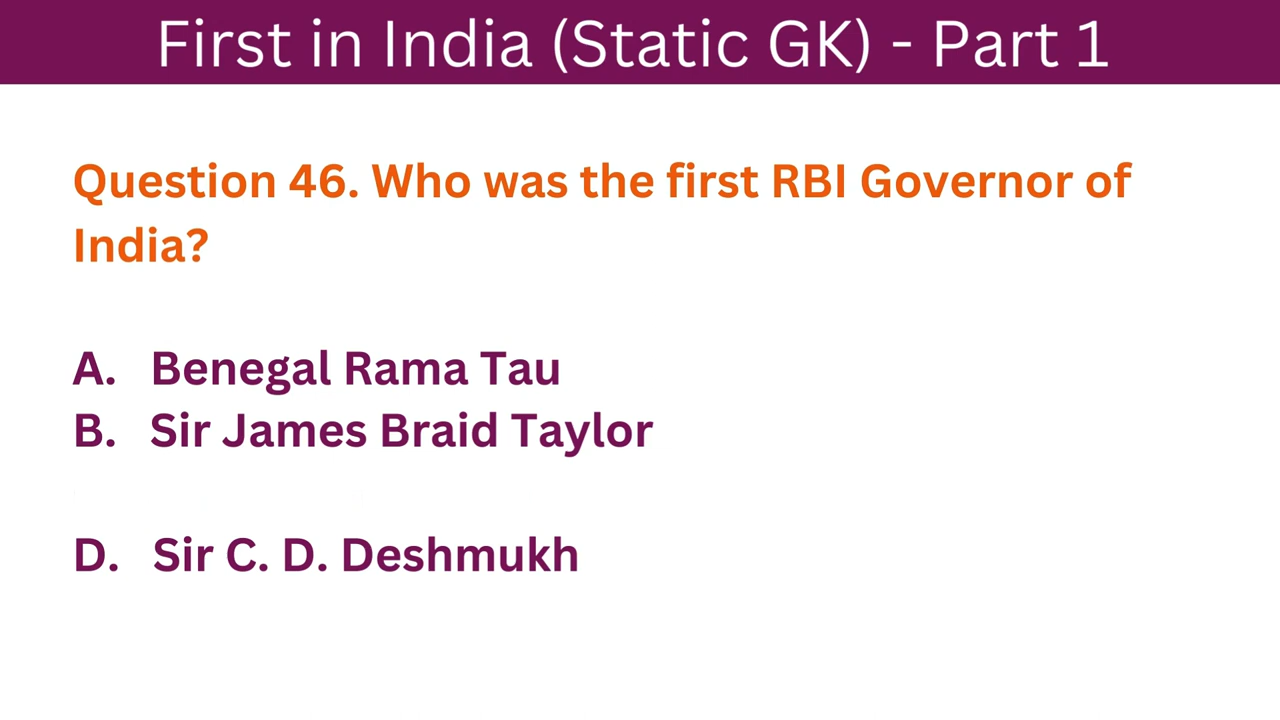 First in India (Static GK) - Part 1
Question 46. Who was the first RBI Governor of
India?
A. Benegal Rama Tau
B. Sir James Braid Taylor
D. Sir C. D. Deshmukh